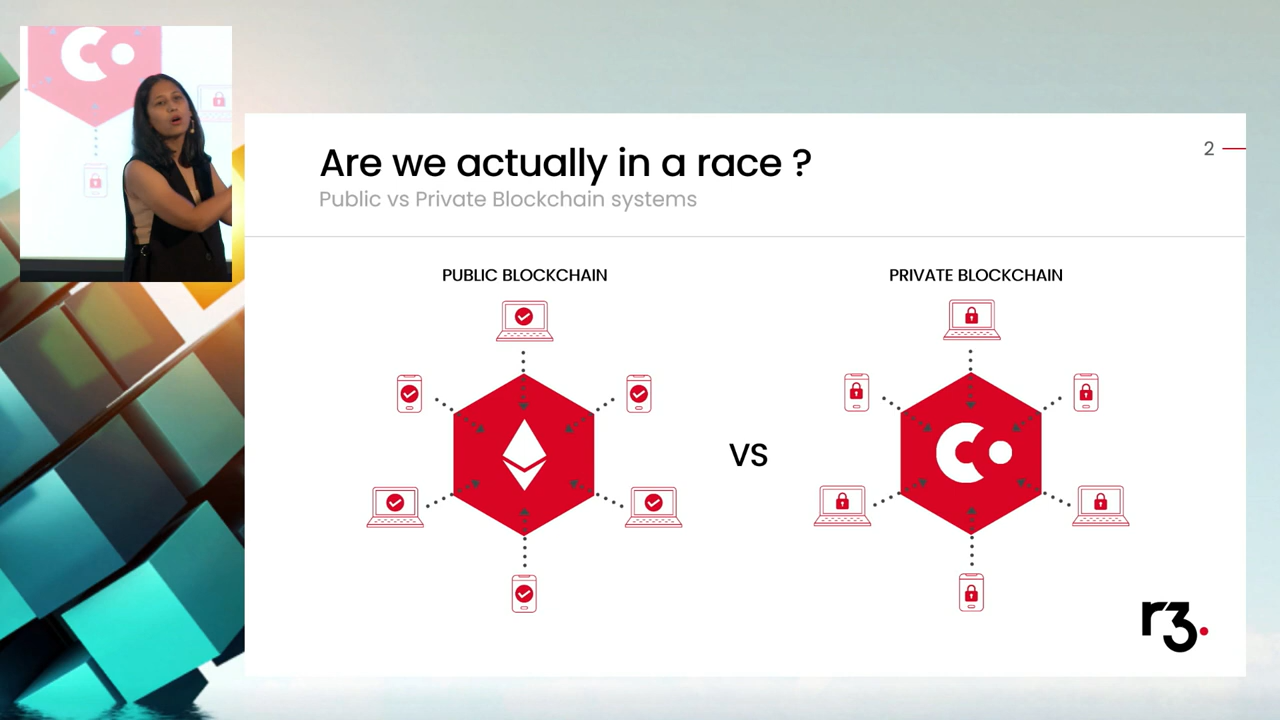 Are we actually in a race ?
2
Public vs Private Blockchain systems
PUBLIC BLOCKCHAIN
PRIVATE BLOCKCHAIN
VS
r3.